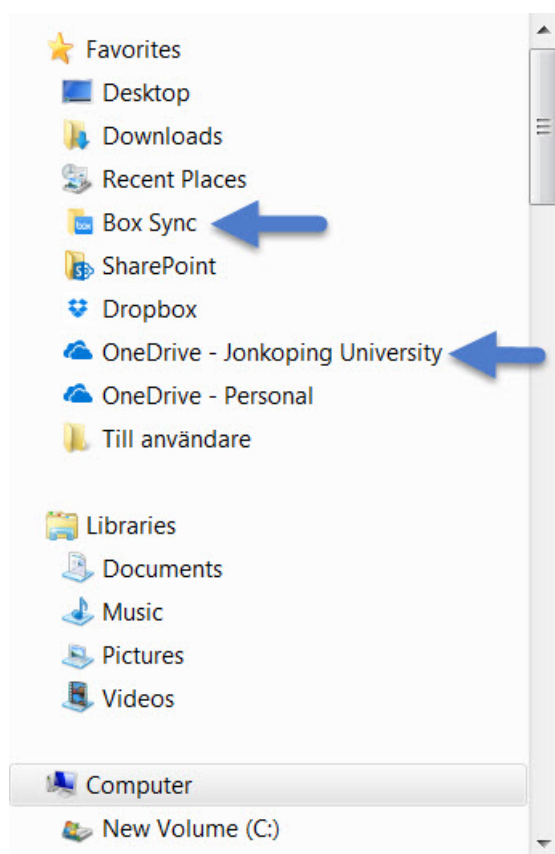 Favorites
Desktop
Downloads
Recent Places
box Box Sync
SharePoint
Dropbox
OneDrive - Jonkoping University
OneDrive - Personal
Till användare
Libraries
Documents
Music
Pictures
Videos
Computer
New Volume (C:)